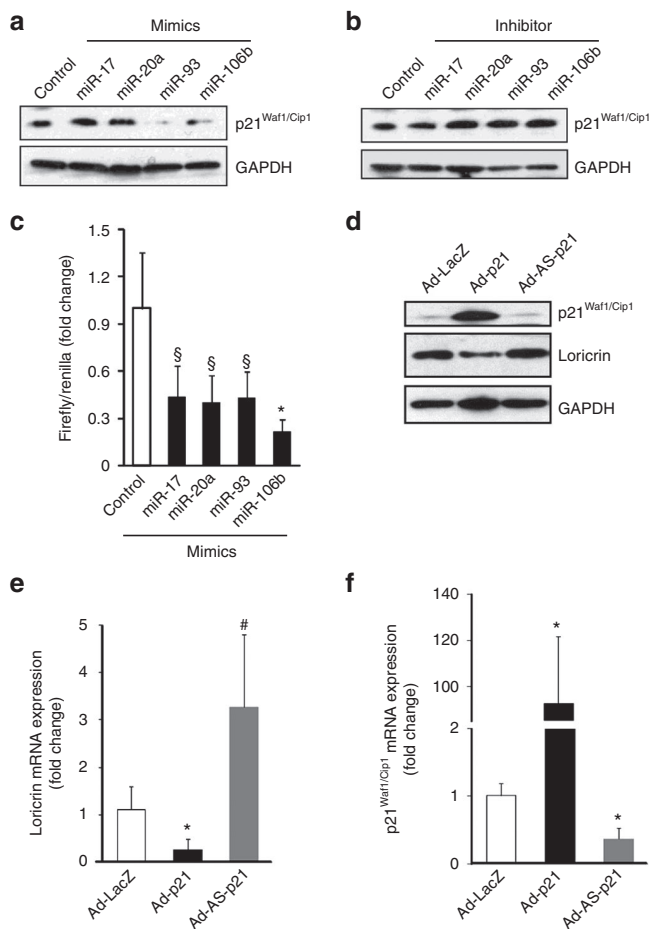 a
Mimics
Control
miR-17
miR-20a
miR-93
miR-106b
p21Waf1/Cip1
GAPDH
b
Inhibitor
Control
miR-17
miR-20a
miR-93
miR-106b
p21Waf1/Cip1
GAPDH
c
Firefly/renilla (fold change)
1.5
1.2
0.9
0.6
0.3
0
§
§
§
*
Control
miR-17
miR-20a
miR-93
miR-106b
Mimics
d
Ad-LacZ
Ad-p21
Ad-AS-p21
p21Waf1/Cip1
Loricrin
GAPDH
e
Loricrin mRNA expression
(fold change)
5
4
3
2
1
0
*
#
Ad-LacZ
Ad-p21
Ad-AS-p21
f
p21Waf1/Cip1 mRNA expression
(fold change)
140
120
100
2
1
0
*
*
Ad-LacZ
Ad-p21
Ad-AS-p21